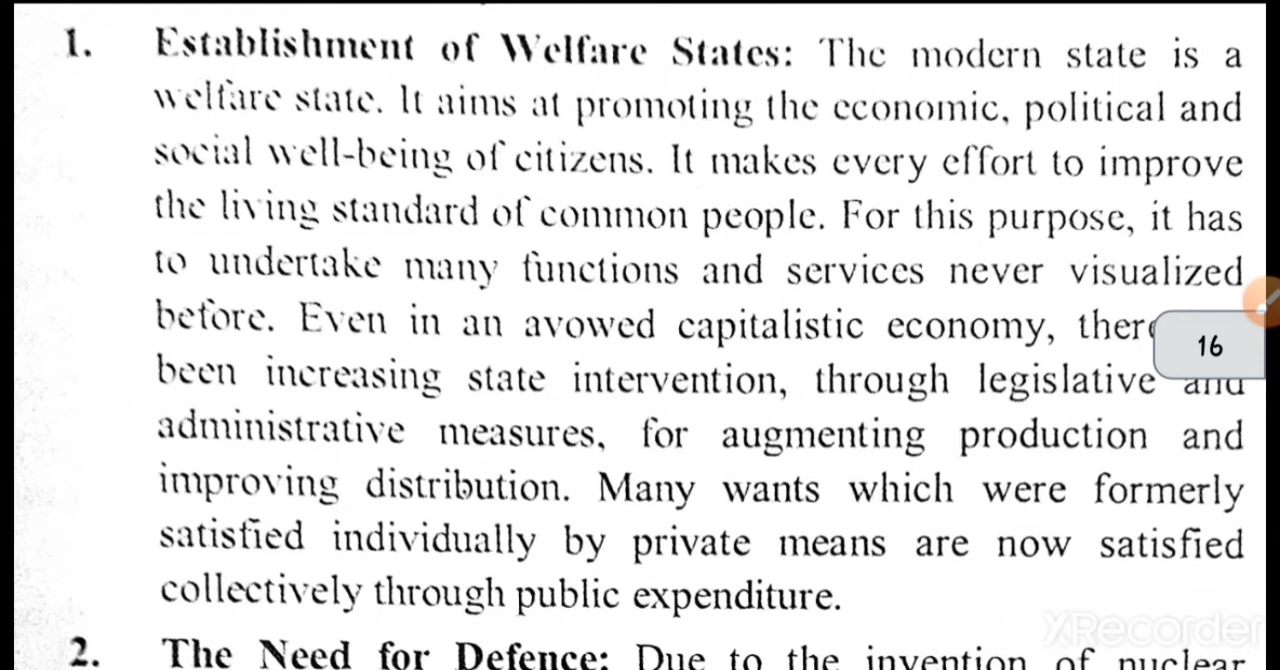 1. Establishment of Welfare States: The modern state is a
welfare state. It aims at promoting the economic, political and
social well-being of citizens. It makes every effort to improve
the living standard of common people. For this purpose, it has
to undertake many functions and services never visualized
before. Even in an avowed capitalistic economy,
16
been increasing state intervention, through legislative and
administrative measures, for augmenting production and
improving distribution. Many wants which were formerly
satisfied individually by private means are now satisfied
collectively through public expenditure.
XRecorder
2. The Need for Defence: Due to the invention of nuclear